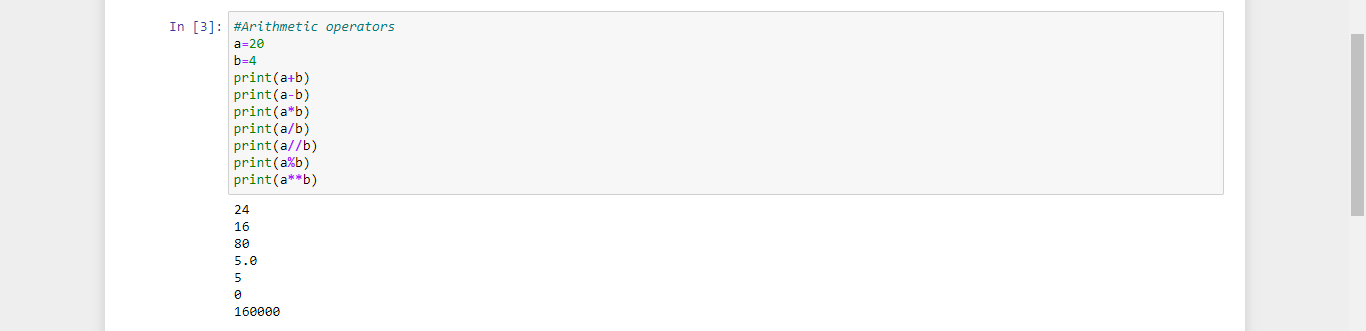 In [3]: #Arithmetic operators
a=20
b=4
print(a+b)
print(a-b)
print(a*b)
print(a/b)
print(a//b)
print(a%b)
print(a**b)
24
16
80
5.0
5
0
160000